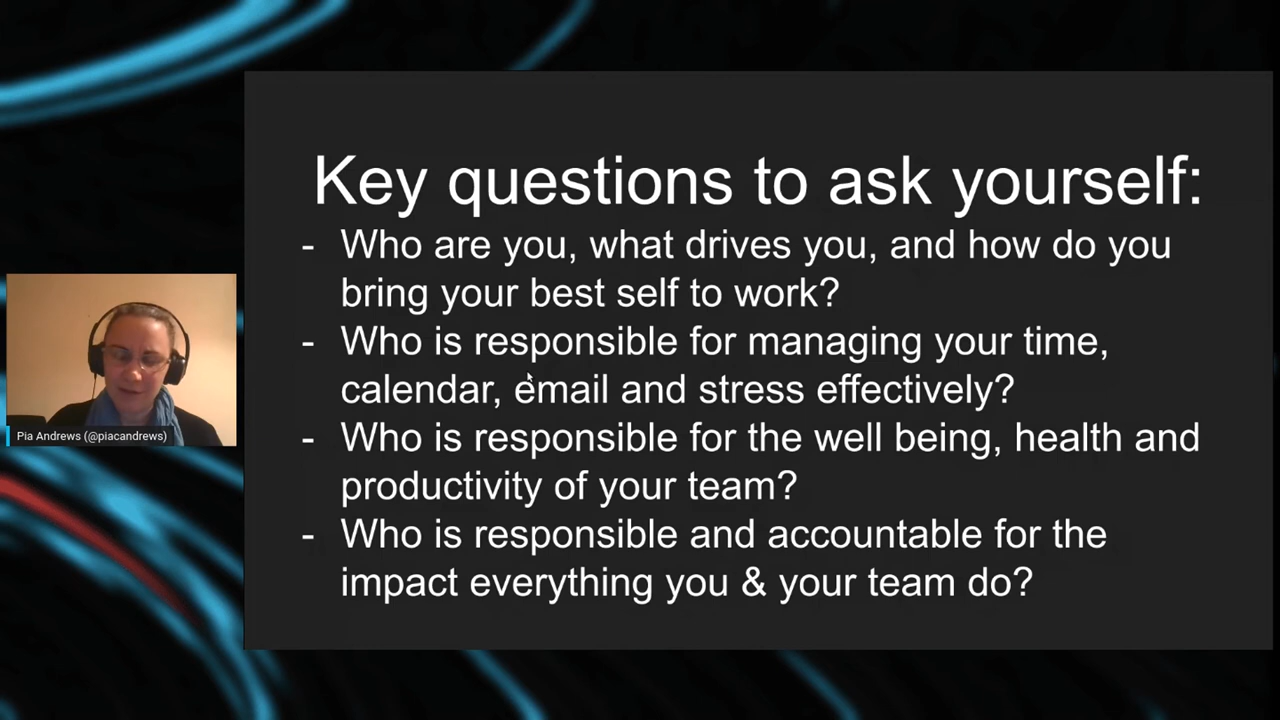 Key questions to ask yourself:
- Who are you, what drives you, and how do you
bring your best self to work?
- Who is responsible for managing your time,
calendar, email and stress effectively?
- Who is responsible for the well being, health and
productivity of your team?
- Who is responsible and accountable for the
impact everything you & your team do?
Pia Andrews (@piacandrews)